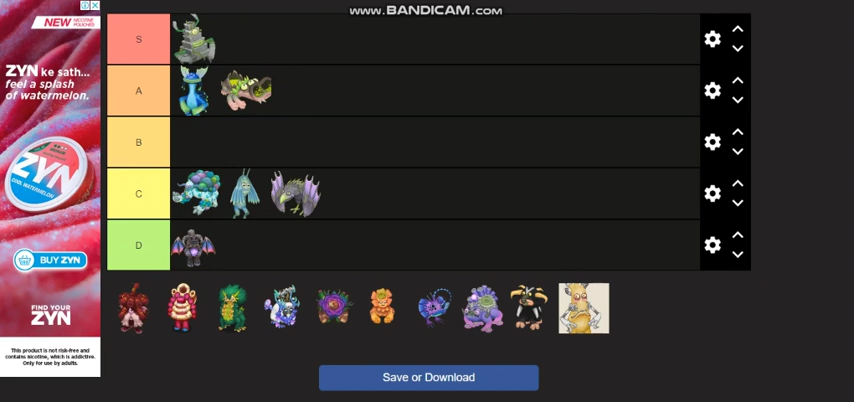 www.BANDICAM.com
NEW NICOTINE POUCHES
ZYN ke sath...
feel a splash
of watermelon.
ZYN
COOL WATERMELON
BUY ZYN
FIND YOUR
ZYN
This product is not risk-free and
contains nicotine, which is addictive.
Only for use by adults.
S
A
B
C
D
Save or Download